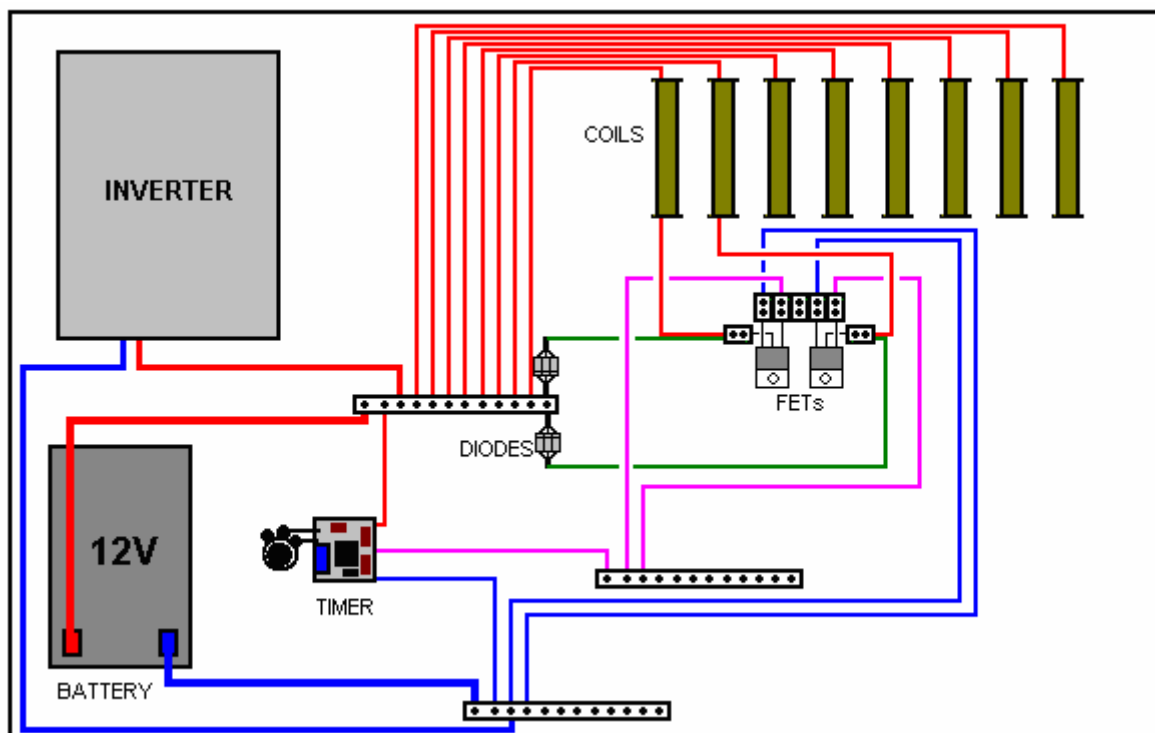 COILS
INVERTER
FETs
DIODES
12V
TIMER
BATTERY